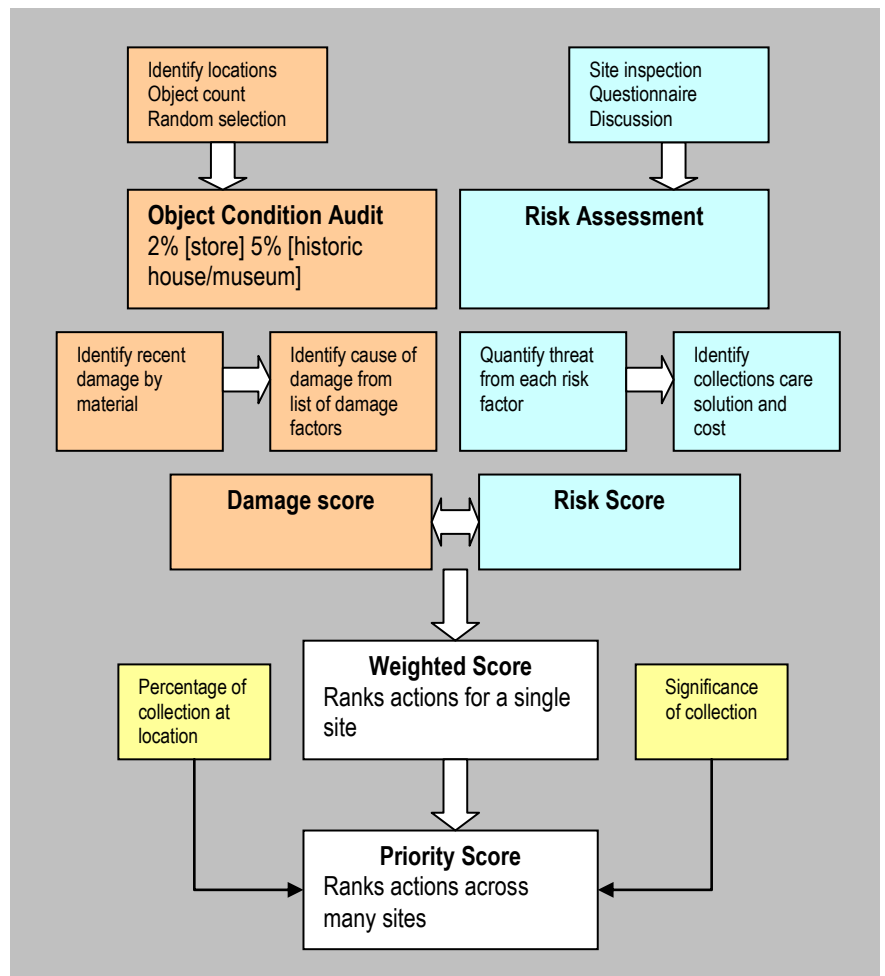 Identify locations
Object count
Random selection
Site inspection
Questionnaire
Discussion
Object Condition Audit
2% [store] 5% [historic
house/museum]
Risk Assessment
Identify recent
damage by
material
Identify cause of
damage from
list of damage
factors
Quantify threat
from each risk
factor
Identify
collections care
solution and
cost
Damage score
Risk Score
Weighted Score
Ranks actions for a single
site
Percentage of
collection at
location
Significance
of collection
Priority Score
Ranks actions across
many sites